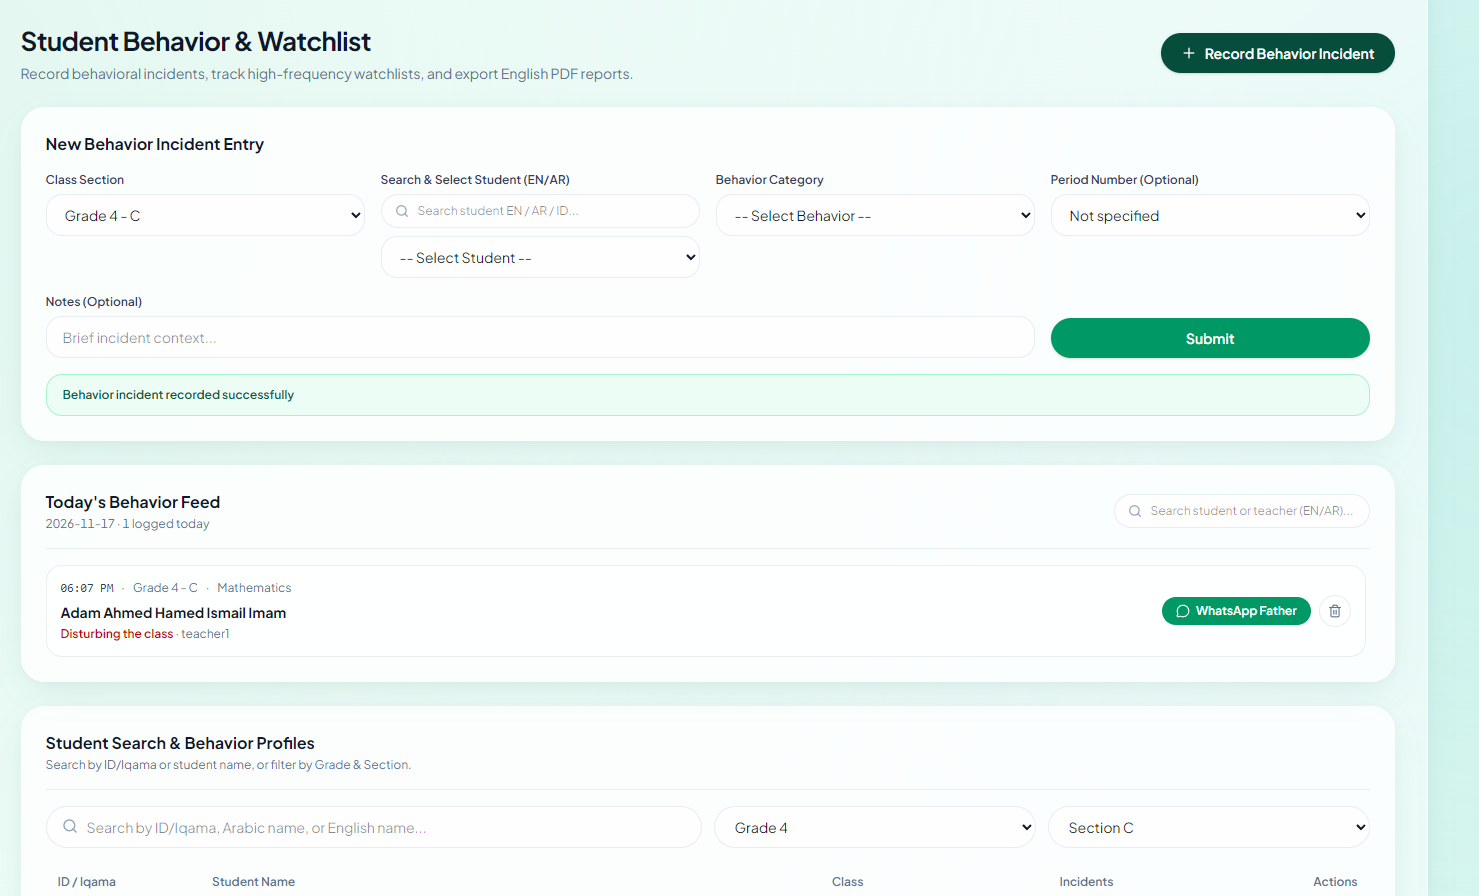 Student Behavior & Watchlist
Record behavioral incidents, track high-frequency watchlists, and export English PDF reports.
+ Record Behavior Incident
New Behavior Incident Entry
Class Section
Search & Select Student (EN/AR)
Behavior Category
Period Number (Optional)
Grade 4 - C
Search student EN / AR / ID...
-- Select Behavior --
Not specified
-- Select Student --
Notes (Optional)
Brief incident context...
Submit
Behavior incident recorded successfully
Today's Behavior Feed
2026-11-17 · 1 logged today
Search student or teacher (EN/AR)...
06:07 PM · Grade 4 - C · Mathematics
Adam Ahmed Hamed Ismail Imam
Disturbing the class · teacher1
WhatsApp Father
Student Search & Behavior Profiles
Search by ID/Iqama or student name, or filter by Grade & Section.
Search by ID/Iqama, Arabic name, or English name...
Grade 4
Section C
ID / Iqama
Student Name
Class
Incidents
Actions